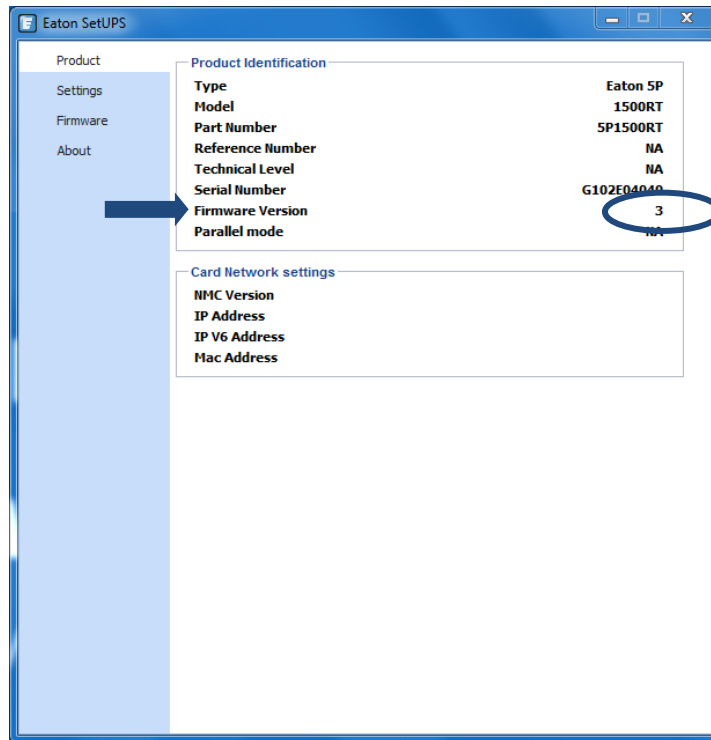 Eaton SetUPS
Product
Settings
Firmware
About
Product Identification
Type Eaton 5P
Model 1500RT
Part Number 5P1500RT
Reference Number NA
Technical Level NA
Serial Number G102E04040
Firmware Version 3
Parallel mode NA
Card Network settings
NMC Version
IP Address
IP V6 Address
Mac Address